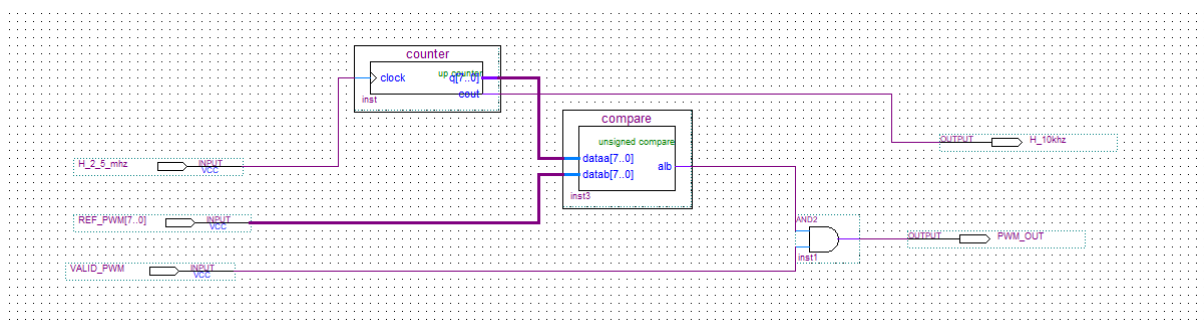 counter
up counter
clock
q[7..0]
cout
inst
compare
unsigned compare
dataa[7..0]
alb
datab[7..0]
inst3
OUTPUT
H_10khz
H_2_5_mhz
INPUT
VCC
REF_PWM[7..0]
INPUT
VCC
AND2
OUTPUT
PWM_OUT
inst1
VALID_PWM
INPUT
VCC